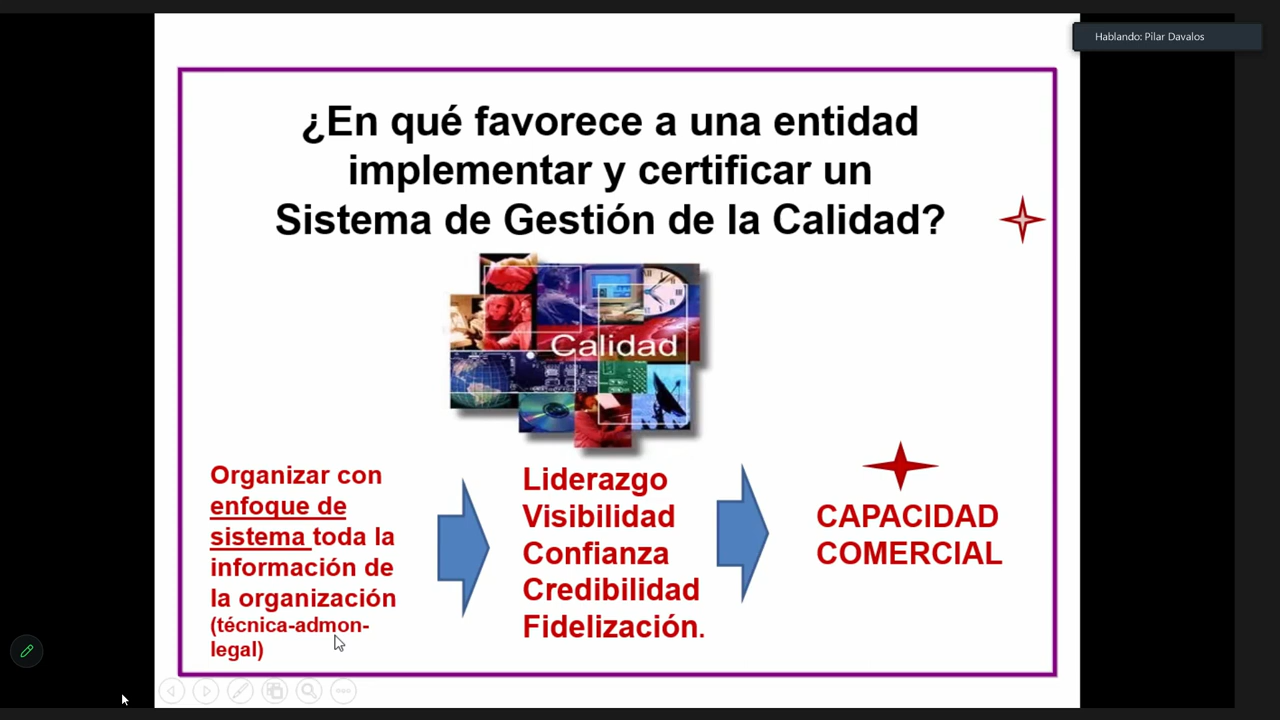 Hablando: Pilar Davalos
¿En qué favorece a una entidad
implementar y certificar un
Sistema de Gestión de la Calidad?
Calidad
Organizar con
enfoque de
sistema toda la
información de
la organización
(técnica-admon-
legal)
Liderazgo
Visibilidad
Confianza
Credibilidad
Fidelización.
CAPACIDAD
COMERCIAL